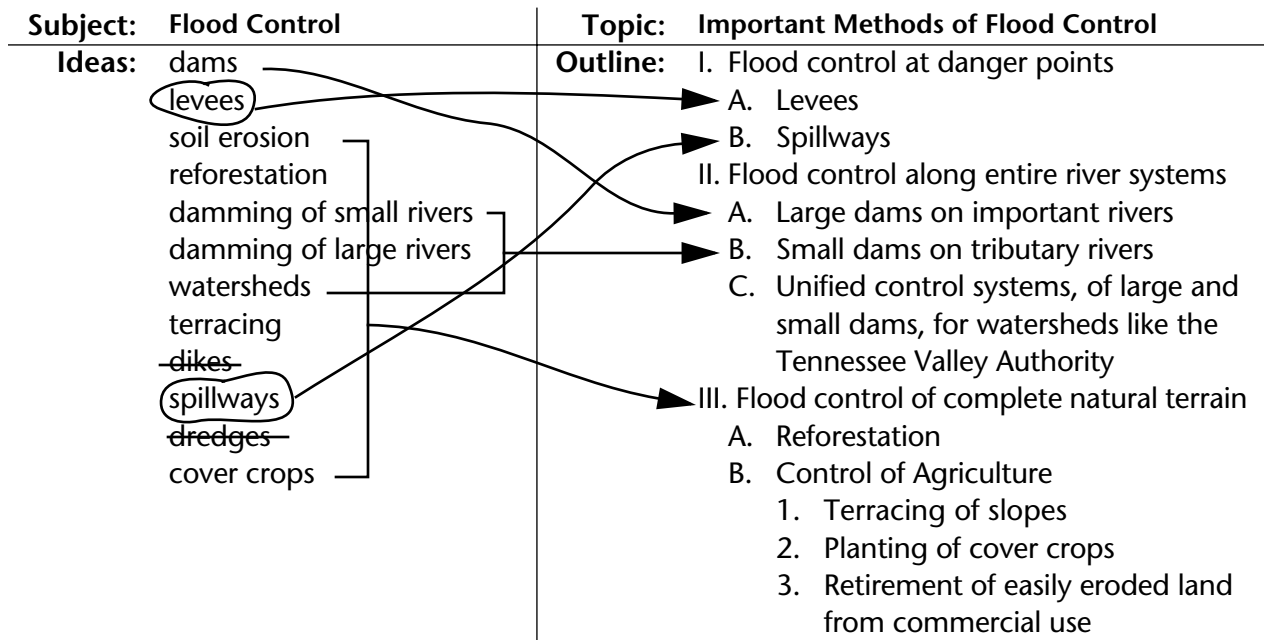 Subject: Flood Control
Ideas: dams
levees
soil erosion
reforestation
damming of small rivers
damming of large rivers
watersheds
terracing
dikes
spillways
dredges
cover crops
Topic: Important Methods of Flood Control
Outline: I. Flood control at danger points
A. Levees
B. Spillways
II. Flood control along entire river systems
A. Large dams on important rivers
B. Small dams on tributary rivers
C. Unified control systems, of large and
small dams, for watersheds like the
Tennessee Valley Authority
III. Flood control of complete natural terrain
A. Reforestation
B. Control of Agriculture
1. Terracing of slopes
2. Planting of cover crops
3. Retirement of easily eroded land
from commercial use